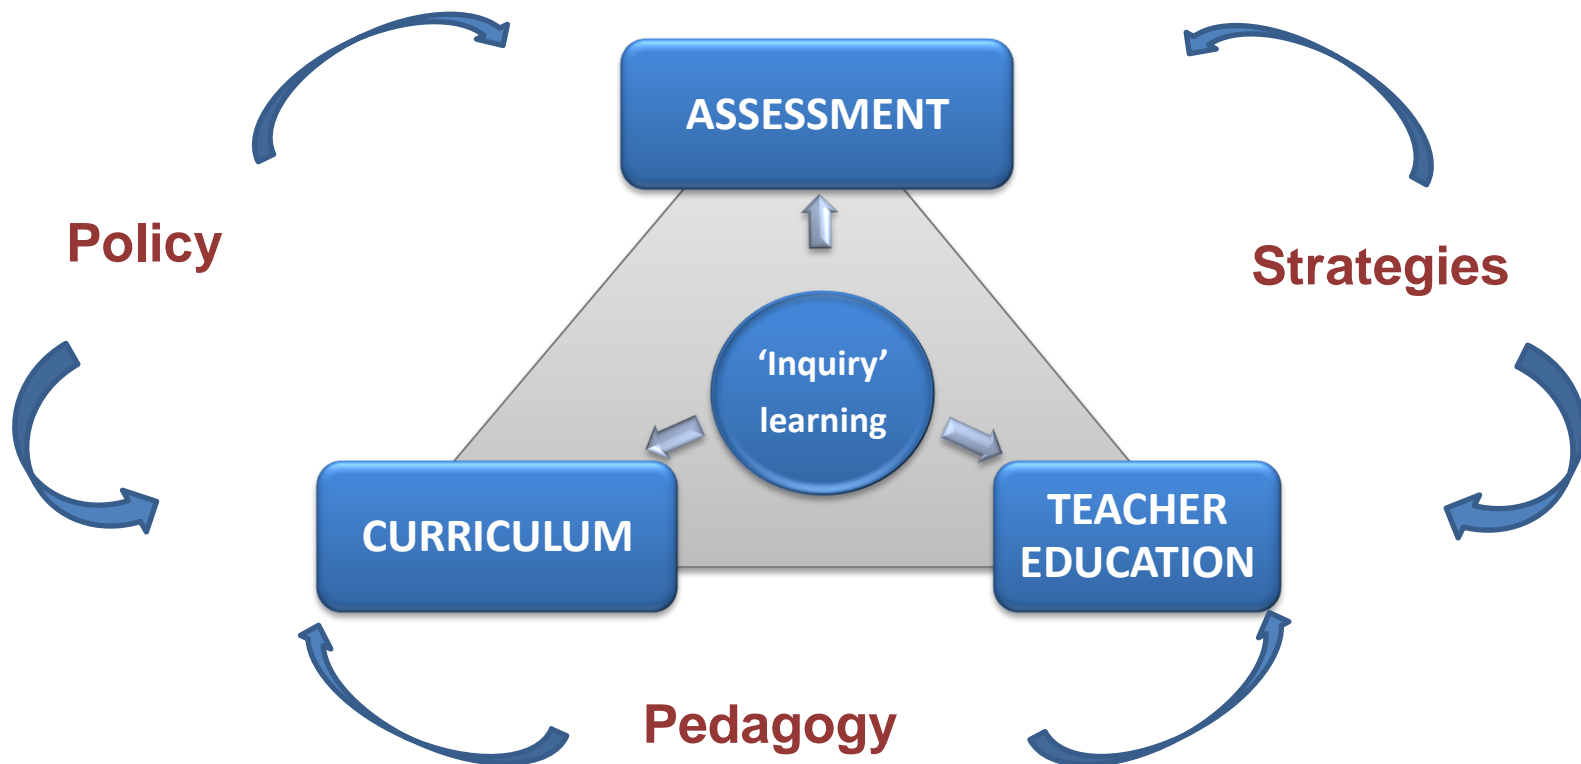 ASSESSMENT
Policy
Strategies
‘Inquiry’
learning
CURRICULUM
TEACHER
EDUCATION
Pedagogy